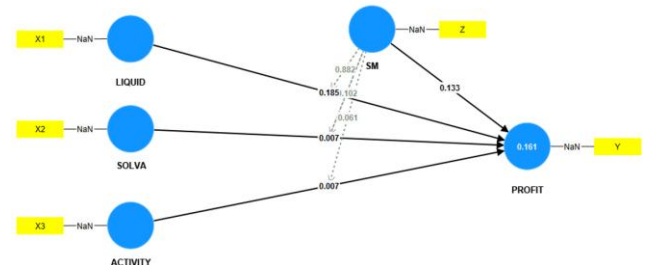 X1
NaN
LIQUID
X2
NaN
SOLVA
X3
NaN
ACTIVITY
SM
NaN
Z
0.882
0.185
0.102
0.061
0.007
0.007
0.133
0.161
PROFIT
NaN
Y